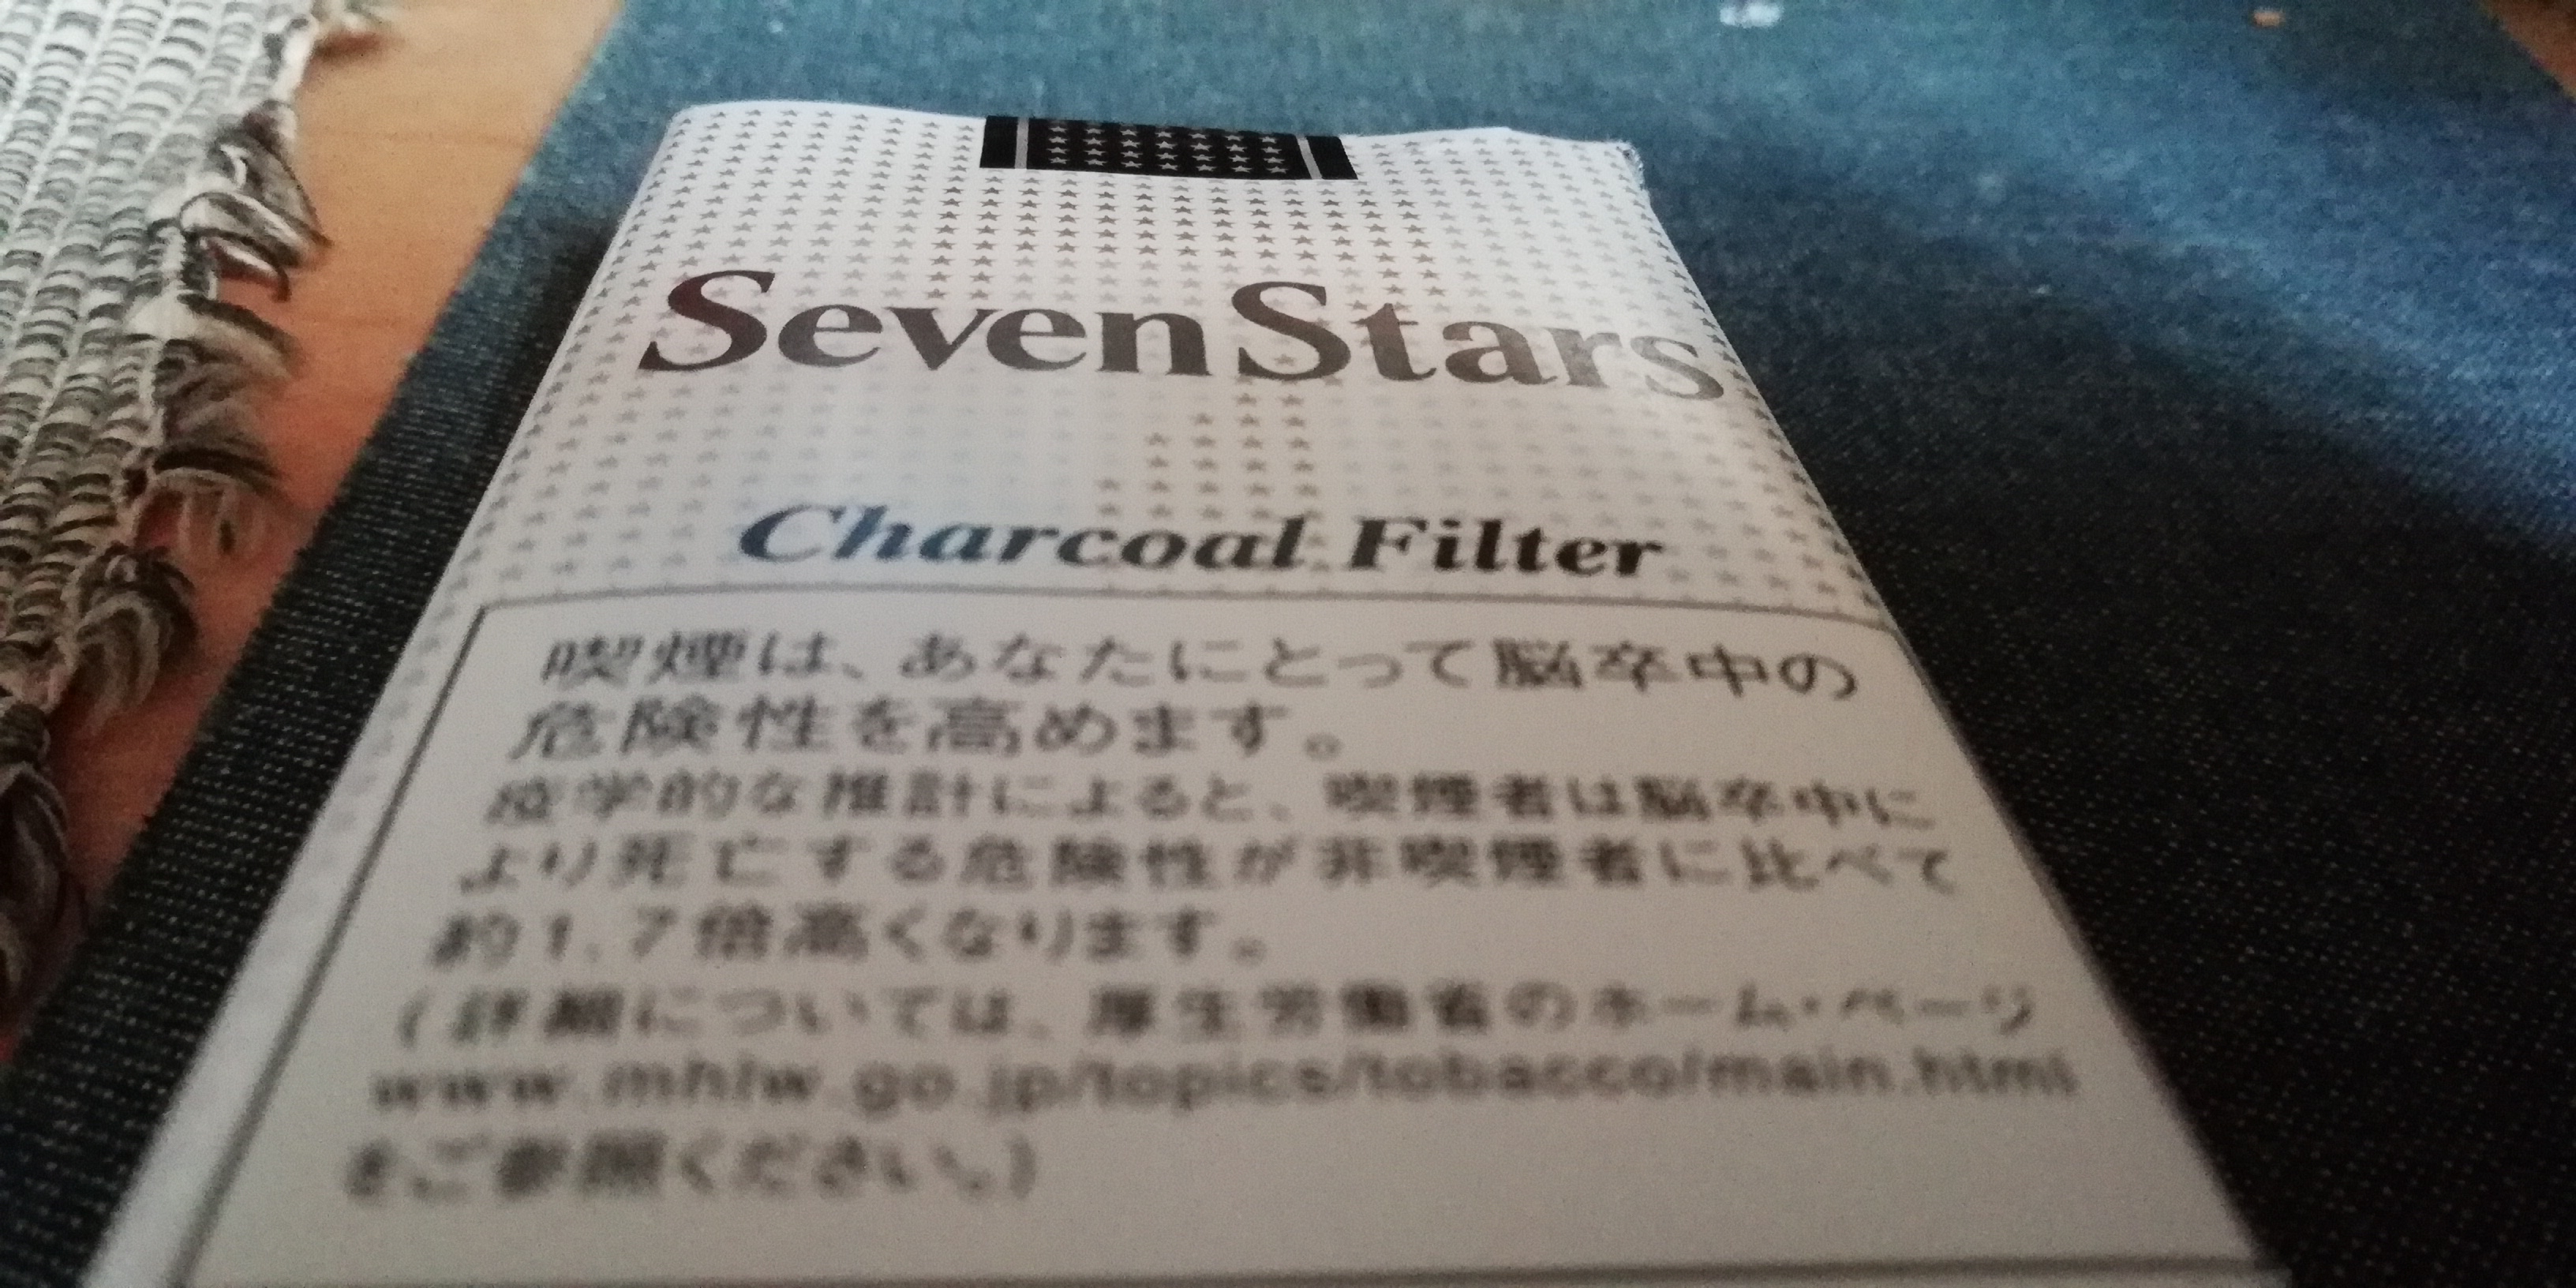 SevenStars
Charcoal Filter
喫煙は、あなたにとって脳卒中の
危険性を高めます。
疫学的な推計によると、喫煙者は脳卒中に
より死亡する危険性が非喫煙者に比べて
約1.7倍高くなります。
(詳細については、厚生労働省のホーム・ページ
www.mhlw.go.jp/topics/tobacco/main.html
をご参照ください。)